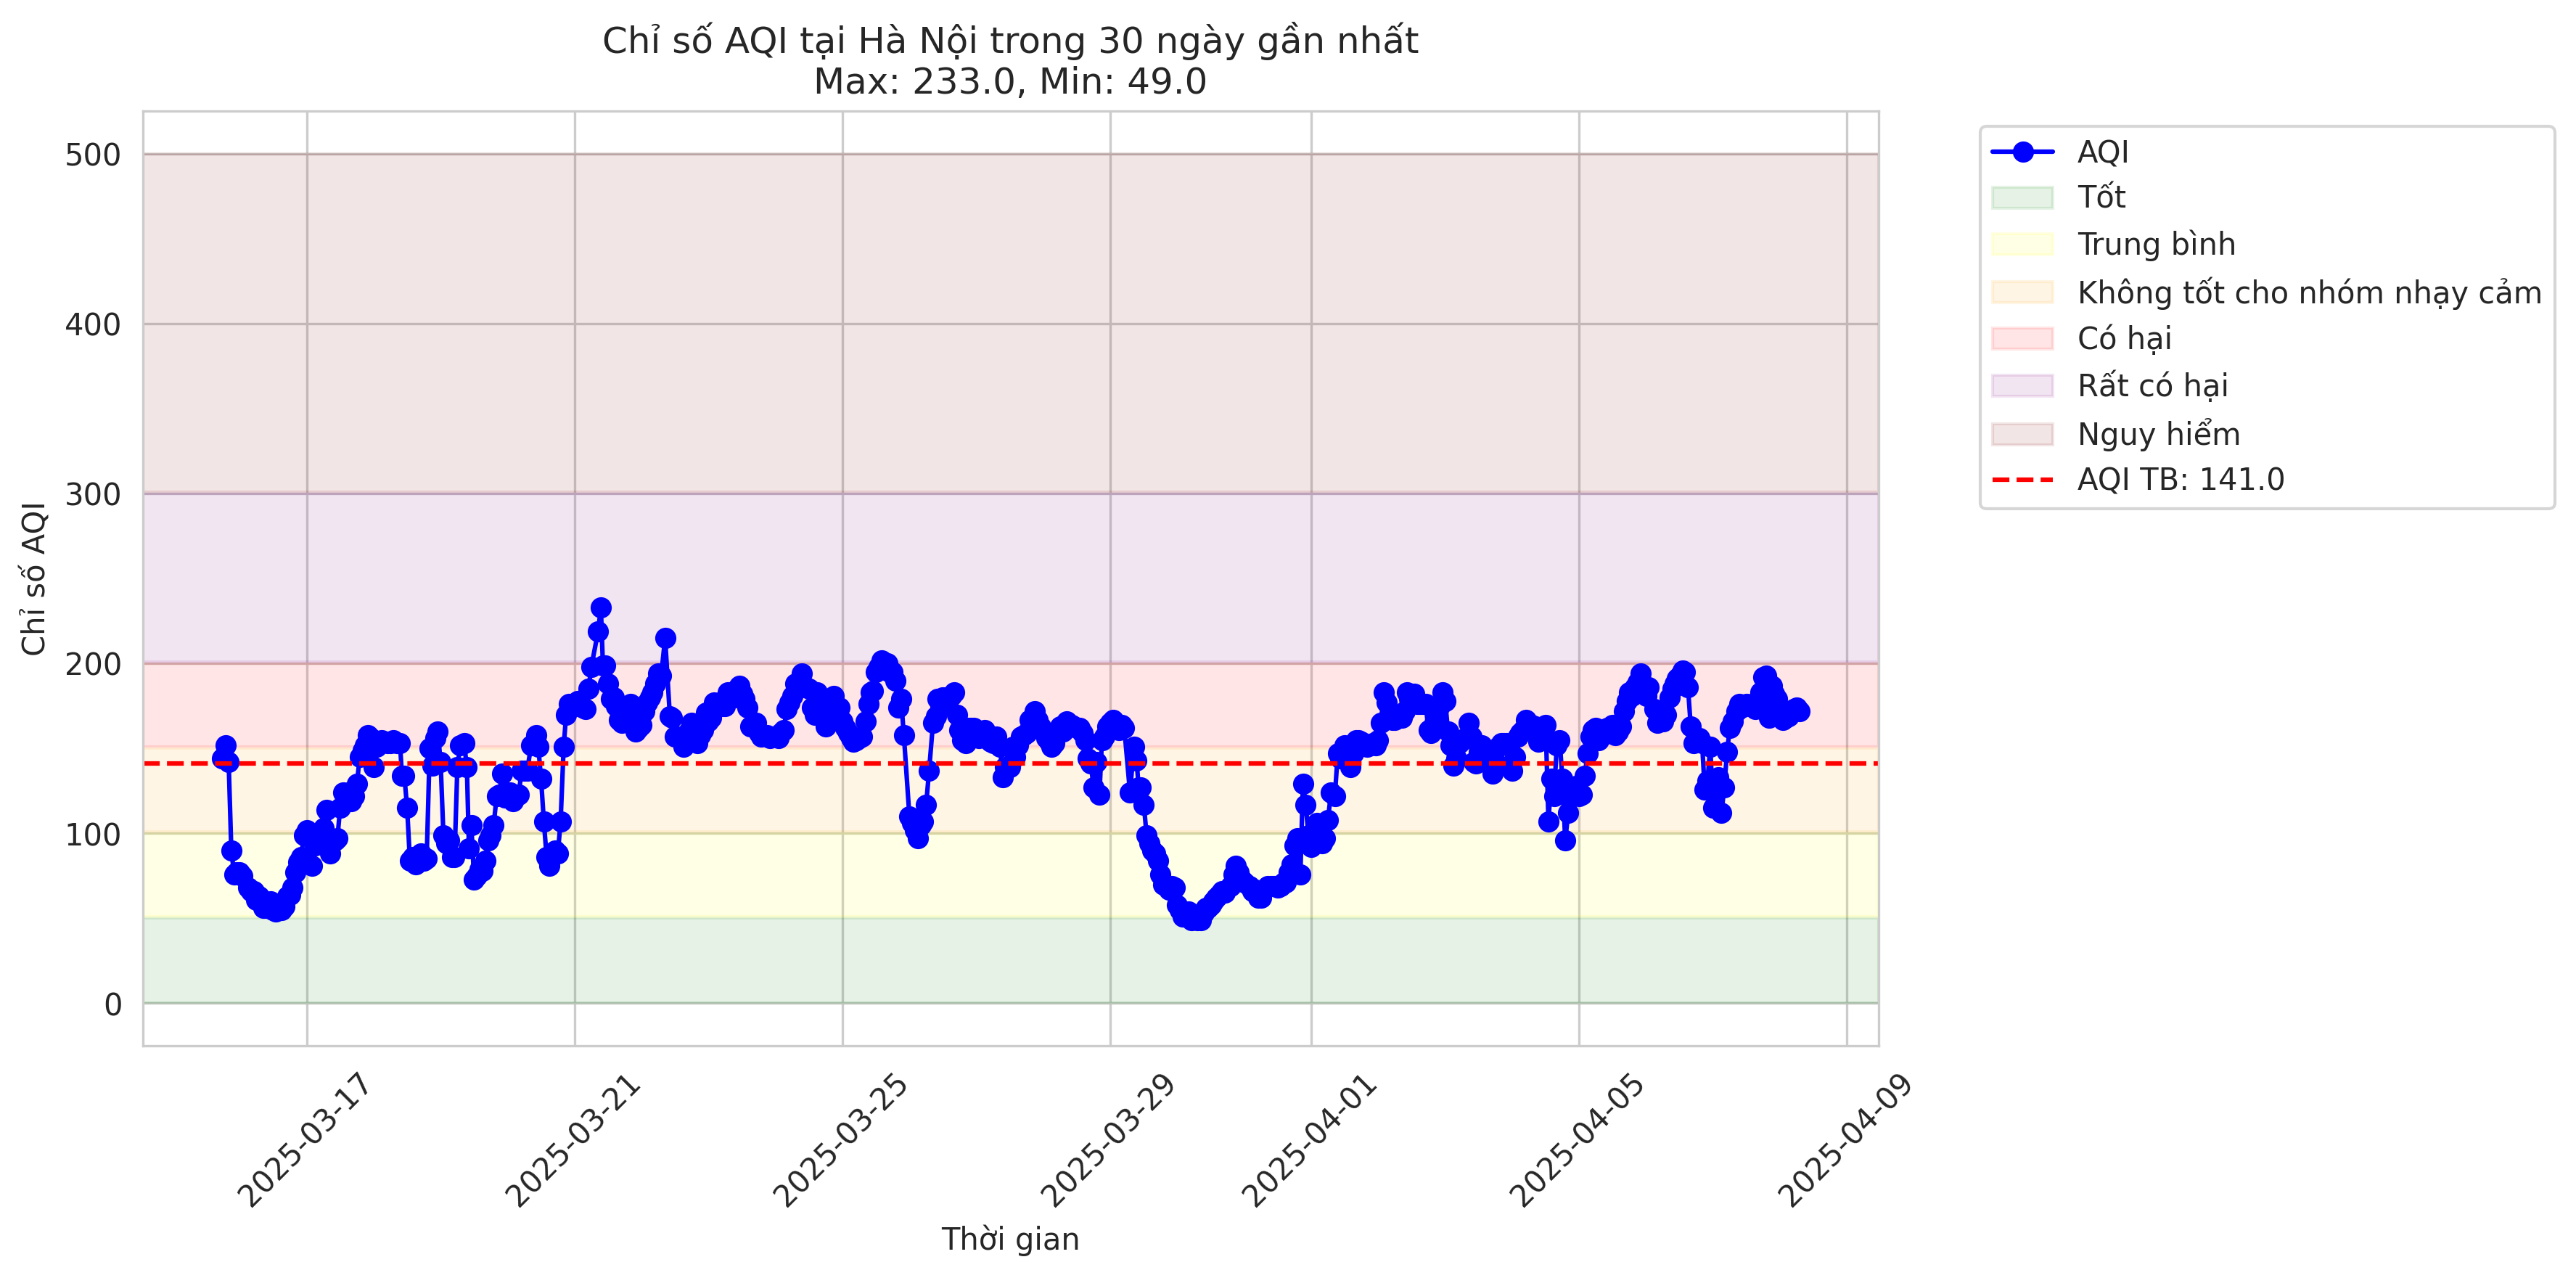 Chỉ số AQI tại Hà Nội trong 30 ngày gần nhất
Max: 233.0, Min: 49.0
Chỉ số AQI
500
400
300
200
100
0
2025-03-17
2025-03-21
2025-03-25
2025-03-29
2025-04-01
2025-04-05
2025-04-09
Thời gian
AQI
Tốt
Trung bình
Không tốt cho nhóm nhạy cảm
Có hại
Rất có hại
Nguy hiểm
AQI TB: 141.0